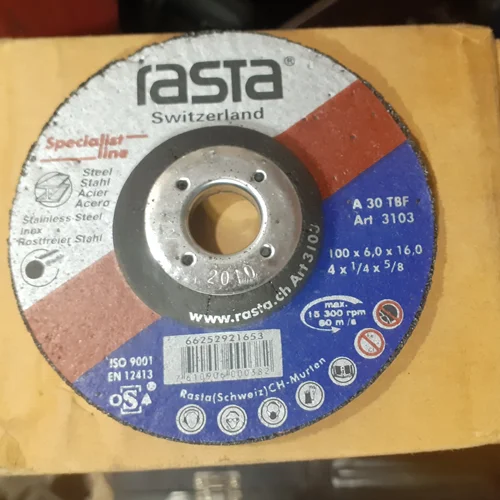 rasta®
Switzerland
Specialist
line
Steel
Stahl
Acier
Acero
Stainless Steel
Inox
Rostfreier Stahl
A 30 TBF
Art 3103
100 x 6,0 x 16,0
4 x 1/4 x 5/8
2010
www.rasta.ch Art 3103
max.
15 300 rpm
80 m/s
66252921653
7610906000382
ISO 9001
EN 12413
oSa
Rasta(Schweiz)CH-Murten